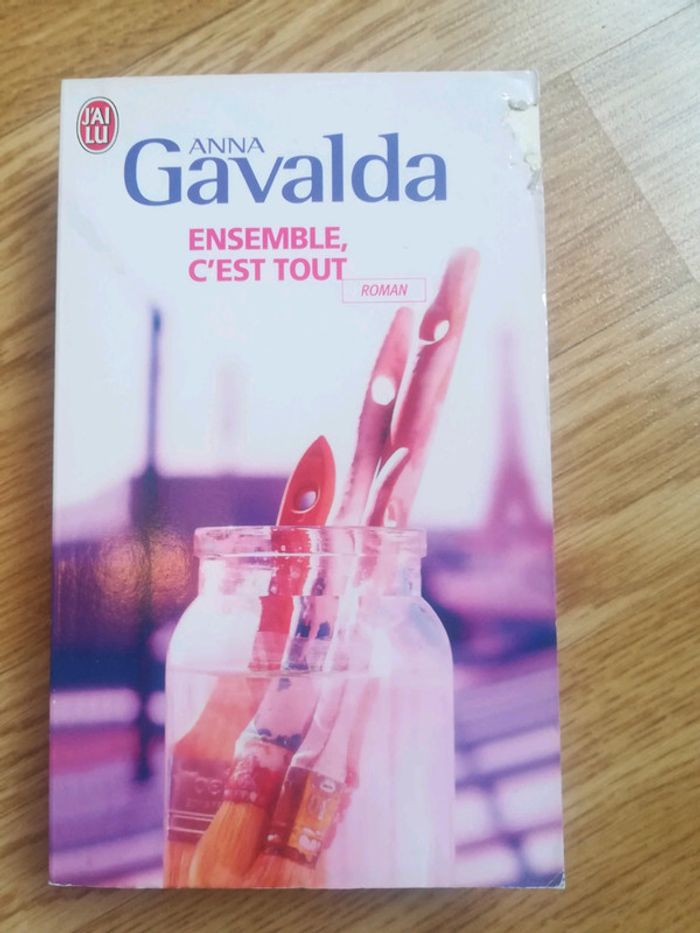 J'AI
LU
ANNA
Gavalda
ENSEMBLE,
C'EST TOUT
ROMAN